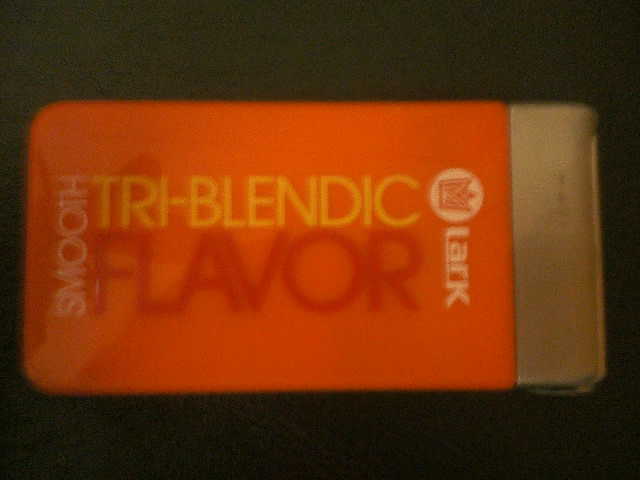 SMOOTH
TRI-BLENDIC
FLAVOR
Lark